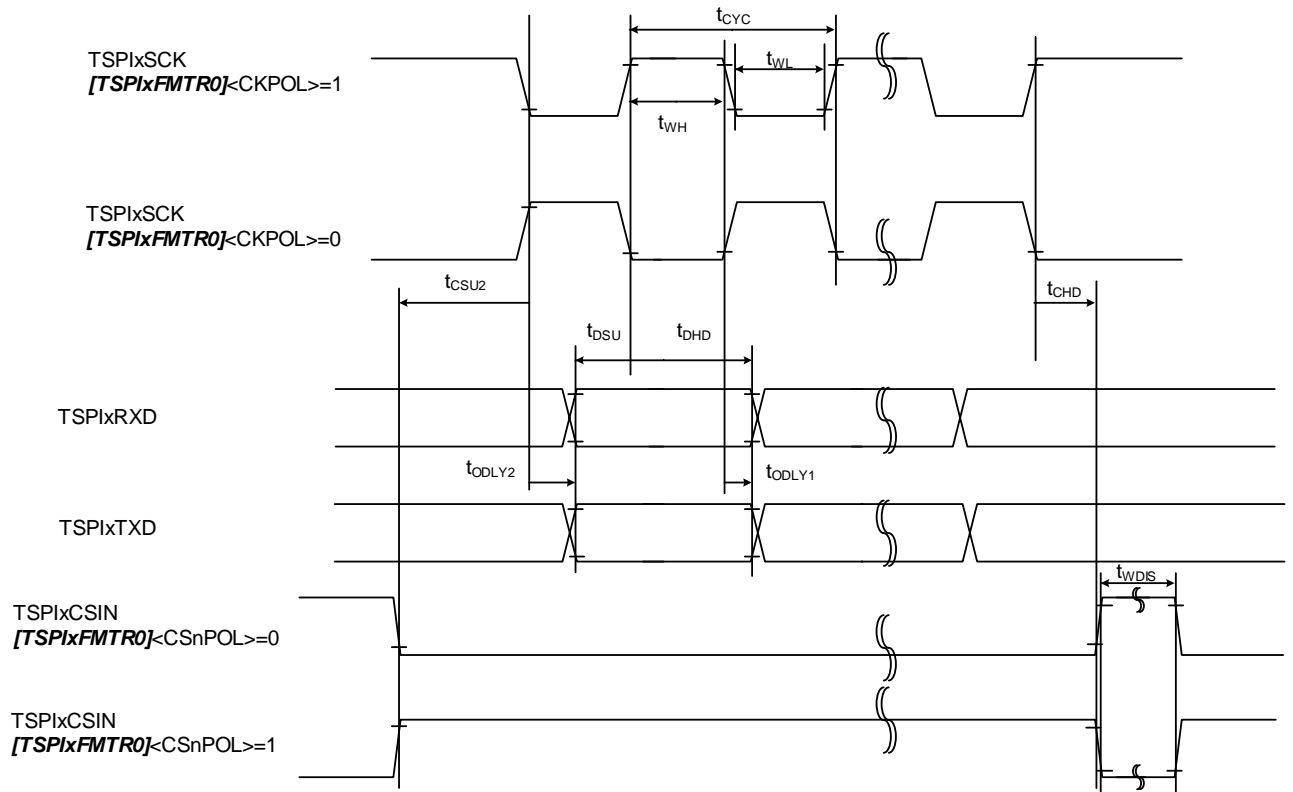 tCYC
TSPIxSCK
[TSPIxFMTR0]<CKPOL>=1
tWL
tWH
TSPIxSCK
[TSPIxFMTR0]<CKPOL>=0
tCSU2
tCHD
tDSU
tDHD
TSPIxRXD
tODLY2
tODLY1
TSPIxTXD
tWDIS
TSPIxCSIN
[TSPIxFMTR0]<CSnPOL>=0
TSPIxCSIN
[TSPIxFMTR0]<CSnPOL>=1